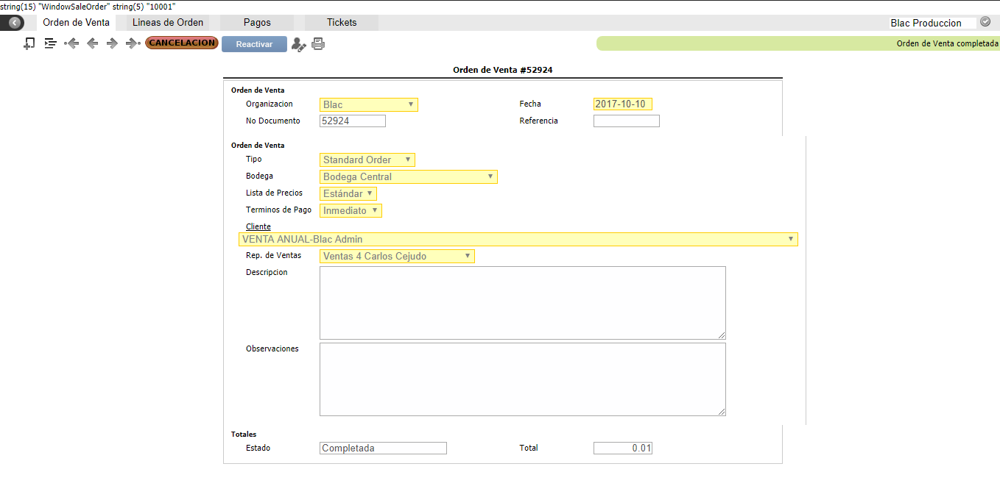 string(15) "WindowSaleOrder" string(5) "10001"
Orden de Venta Lineas de Orden Pagos Tickets Blac Produccion
CANCELACION Reactivar Orden de Venta completada
Orden de Venta #52924
Orden de Venta
Organizacion Blac Fecha 2017-10-10
No Documento 52924 Referencia
Orden de Venta
Tipo Standard Order
Bodega Bodega Central
Lista de Precios Estándar
Terminos de Pago Inmediato
Cliente
VENTA ANUAL-Blac Admin
Rep. de Ventas Ventas 4 Carlos Cejudo
Descripcion
Observaciones
Totales
Estado Completada Total 0.01